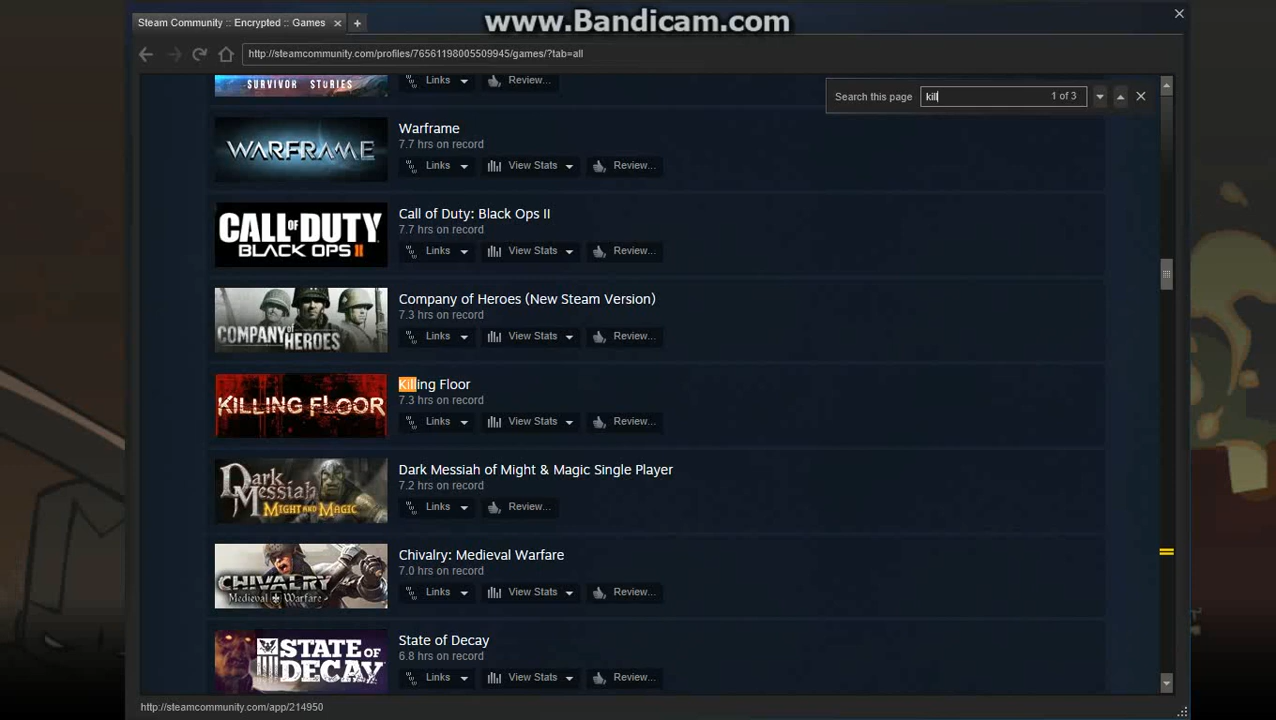 www.Bandicam.com
Steam Community :: Encrypted :: Games
http://steamcommunity.com/profiles/76561198005509945/games/?tab=all
Search this page kill 1 of 3
SURVIVOR STORIES
Links Review...
WARFRAME
Warframe
7.7 hrs on record
Links View Stats Review...
CALL OF DUTY
BLACK OPS II
Call of Duty: Black Ops II
7.7 hrs on record
Links View Stats Review...
COMPANY OF HEROES
Company of Heroes (New Steam Version)
7.3 hrs on record
Links View Stats Review...
KILLING FLOOR
Killing Floor
7.3 hrs on record
Links View Stats Review...
DARK MESSIAH
MIGHT AND MAGIC
Dark Messiah of Might & Magic Single Player
7.2 hrs on record
Links Review...
CHIVALRY
Medieval Warfare
Chivalry: Medieval Warfare
7.0 hrs on record
Links View Stats Review...
STATE OF
DECAY
State of Decay
6.8 hrs on record
Links View Stats Review...
http://steamcommunity.com/app/214950